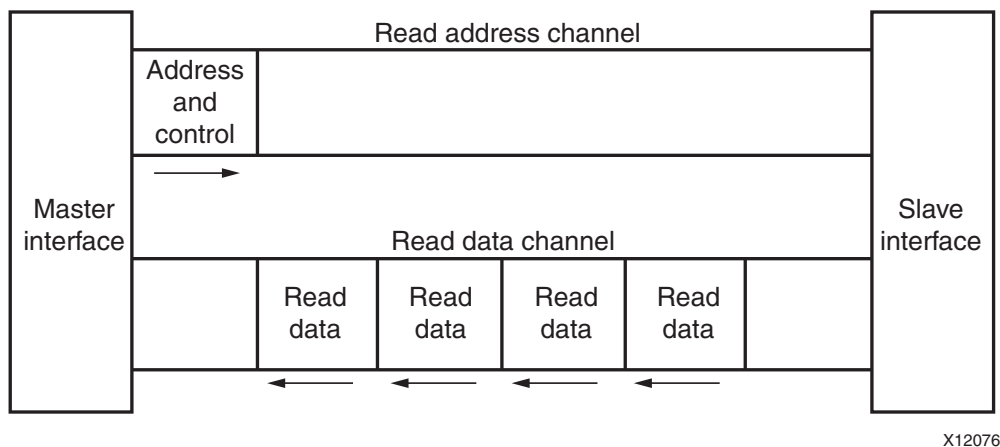 Read address channel
Address
and
control
Master
interface
Slave
interface
Read data channel
Read
data
Read
data
Read
data
Read
data
X12076